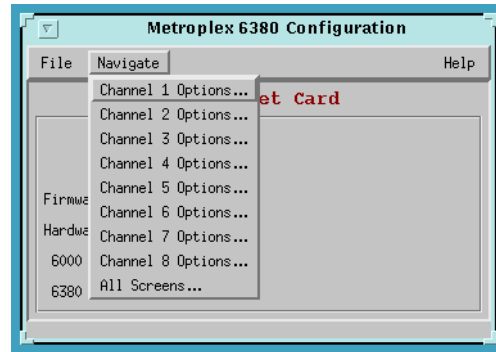 Metroplex 6380 Configuration
File Navigate Help
Channel 1 Options...
et Card
Channel 2 Options...
Channel 3 Options...
Channel 4 Options...
Channel 5 Options...
Firmwa
Channel 6 Options...
Hardwa
Channel 7 Options...
6000 Channel 8 Options...
6380 All Screens...